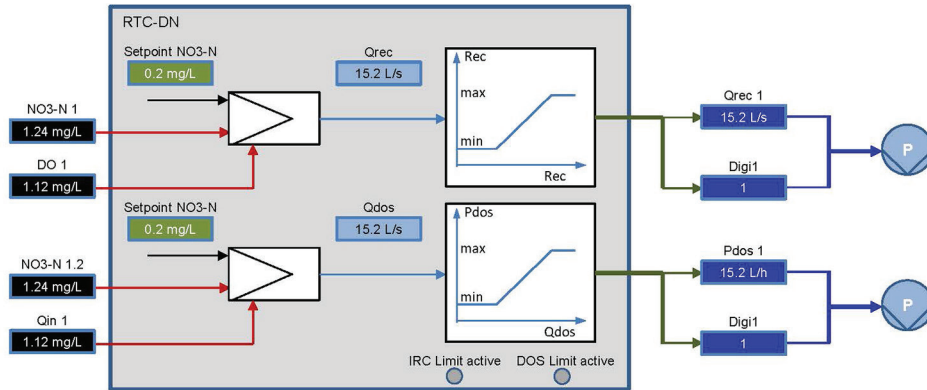 RTC-DN
Setpoint NO3-N
0.2 mg/L
Qrec
15.2 L/s
Rec
max
min
Rec
NO3-N 1
1.24 mg/L
DO 1
1.12 mg/L
Qrec 1
15.2 L/s
Digi1
1
P
Setpoint NO3-N
0.2 mg/L
Qdos
15.2 L/s
Pdos
max
min
Qdos
NO3-N 1.2
1.24 mg/L
Qin 1
1.12 mg/L
Pdos 1
15.2 L/h
Digi1
1
P
IRC Limit active
DOS Limit active